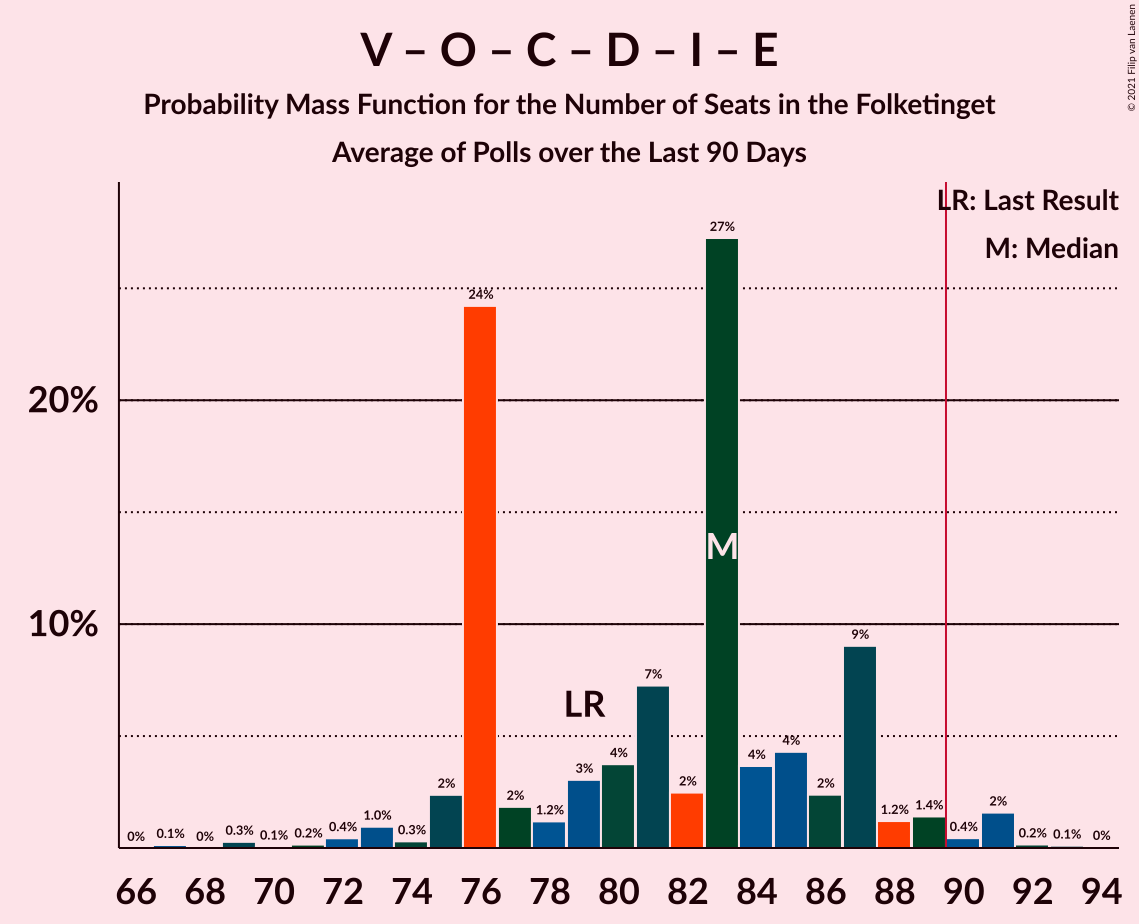 V – O – C – D – I – E
Probability Mass Function for the Number of Seats in the Folketinget
Average of Polls over the Last 90 Days
© 2021 Filip van Laenen
LR: Last Result
M: Median
20%
10%
0% 0.1% 0% 0.3% 0.1% 0.2% 0.4% 1.0% 0.3% 2% 24% 2% 1.2% 3% 4% 7% 2% 27% 4% 4% 2% 9% 1.2% 1.4% 0.4% 2% 0.2% 0.1% 0%
LR
M
66 68 70 72 74 76 78 80 82 84 86 88 90 92 94